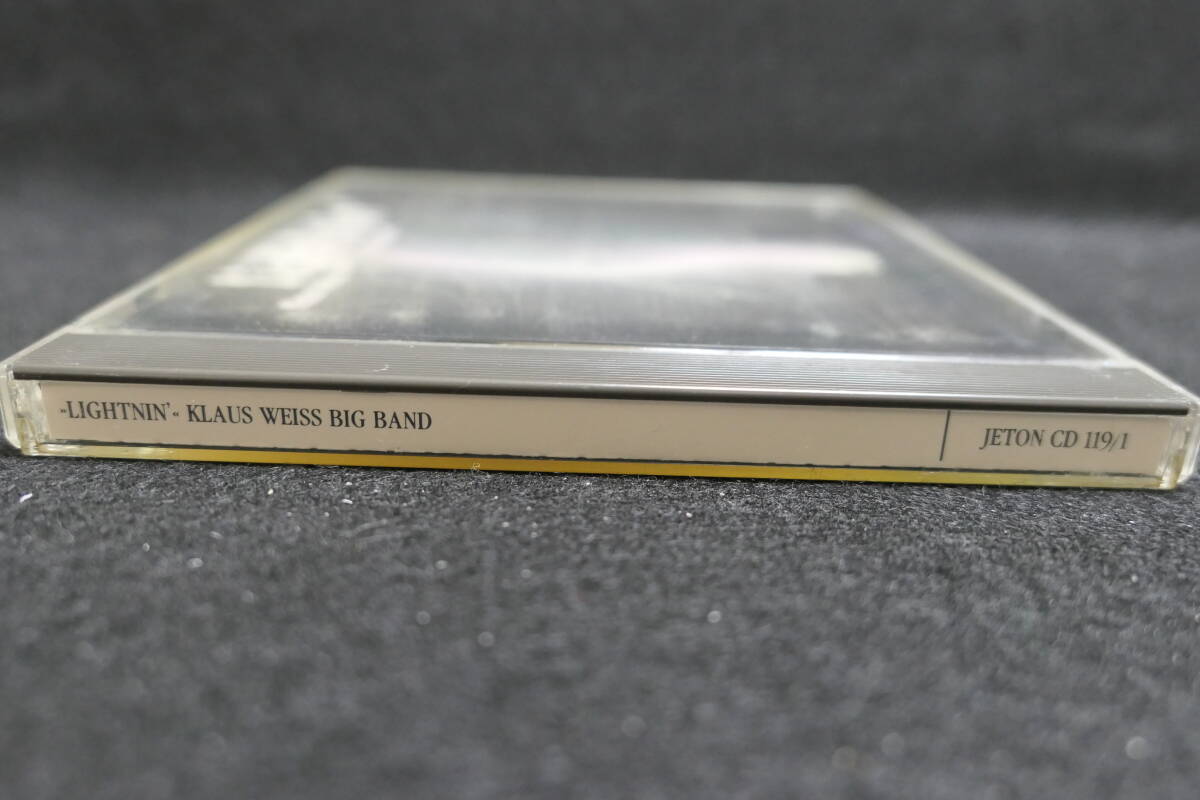 »LIGHTNIN'« KLAUS WEISS BIG BAND
JETON CD 119/1